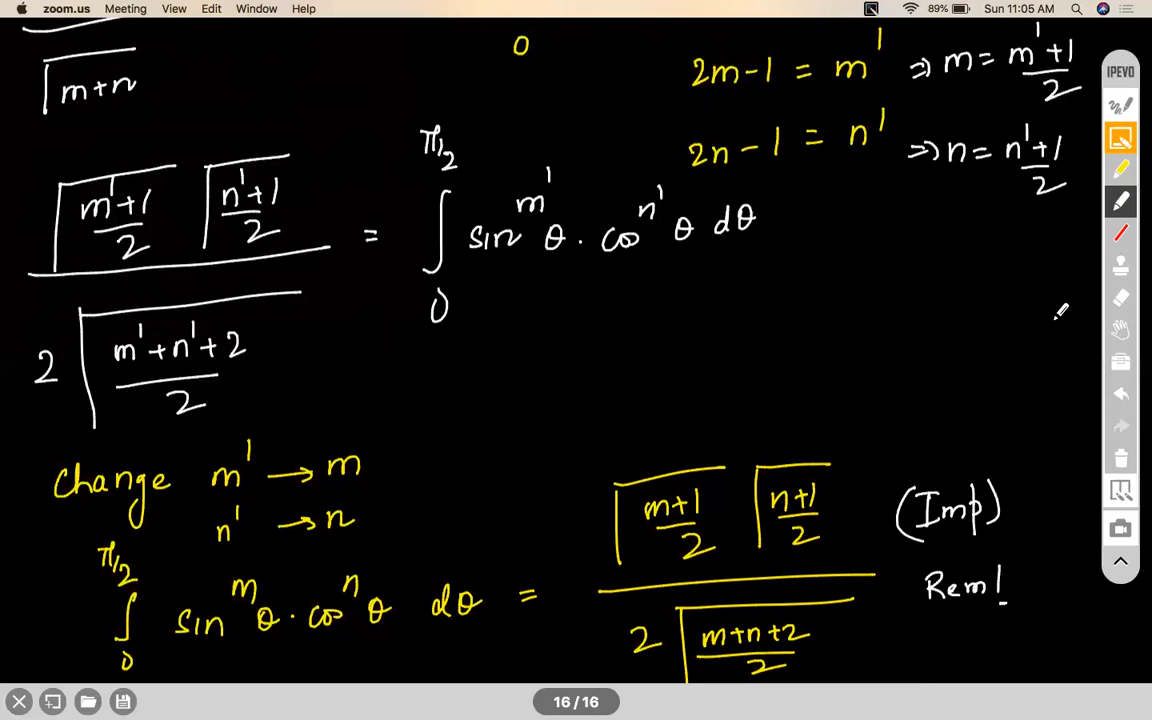 zoom.us Meeting View Edit Window Help 89% Sun 11:05 AM
0
2m-1 = m' ⇒ m = (m'+1)/2
Γ(m+n)
2n-1 = n' ⇒ n = (n'+1)/2
IPEVO
Γ((m'+1)/2) Γ((n'+1)/2) / 2Γ((m'+n'+2)/2) = ∫₀^(π/2) sin^m' θ · cos^n' θ dθ
Change m' → m
n' → n
∫₀^(π/2) sin^m θ · cos^n θ dθ = Γ((m+1)/2) Γ((n+1)/2) / 2Γ((m+n+2)/2) (Imp)
Rem!
16 / 16